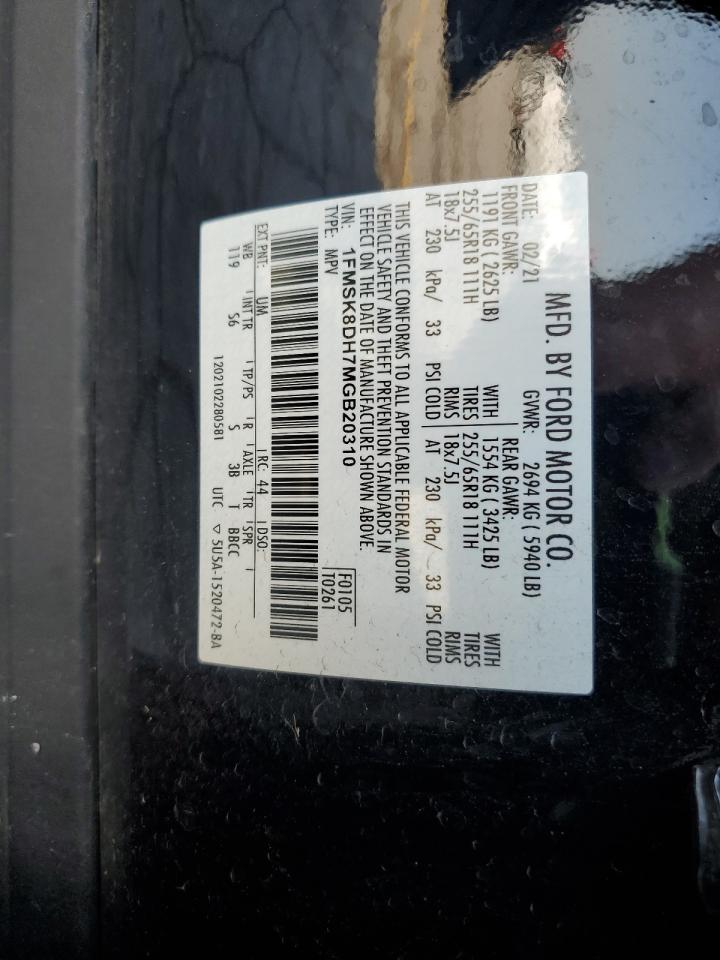 MFD. BY FORD MOTOR CO.
DATE: 02/21 GVWR: 2694 KG ( 5940 LB)
FRONT GAWR: REAR GAWR:
1191 KG ( 2625 LB) WITH 1554 KG ( 3425 LB) WITH
255/65R18 111H TIRES 255/65R18 111H TIRES
18x7.5J RIMS 18x7.5J RIMS
AT 230 kPa/ 33 PSI COLD AT 230 kPa/ 33 PSI COLD
THIS VEHICLE CONFORMS TO ALL APPLICABLE FEDERAL MOTOR
VEHICLE SAFETY AND THEFT PREVENTION STANDARDS IN
EFFECT ON THE DATE OF MANUFACTURE SHOWN ABOVE.
VIN: 1FMSK8DH7MGB20310 F0105
TYPE: MPV T0261
EXT PNT: UM RC: 44 DSO:
WB INT TR TP/PS R AXLE TR SPR
119 S6 S 3B T BBCC
1202102280581 UTC ▽ 5U5A-1520472-BA